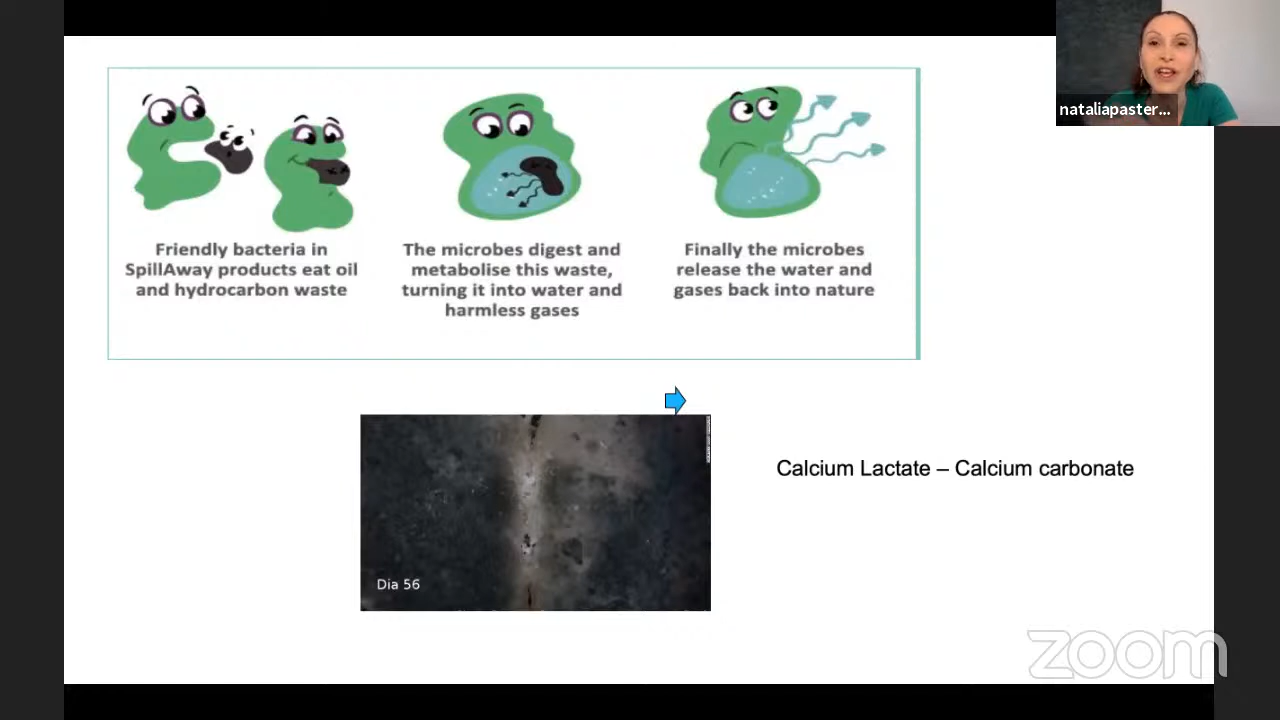 nataliapaster...
Friendly bacteria in
SpillAway products eat oil
and hydrocarbon waste
The microbes digest and
metabolise this waste,
turning it into water and
harmless gases
Finally the microbes
release the water and
gases back into nature
Calcium Lactate – Calcium carbonate
Día 56
zoom